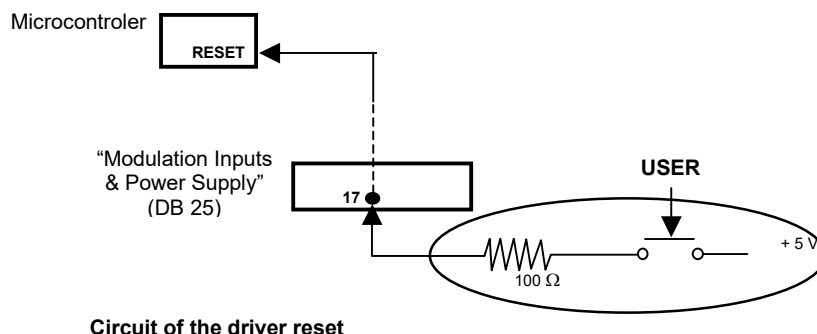 Microcontroler
RESET
“Modulation Inputs
& Power Supply”
(DB 25)
17
USER
+ 5 V
100 Ω
Circuit of the driver reset